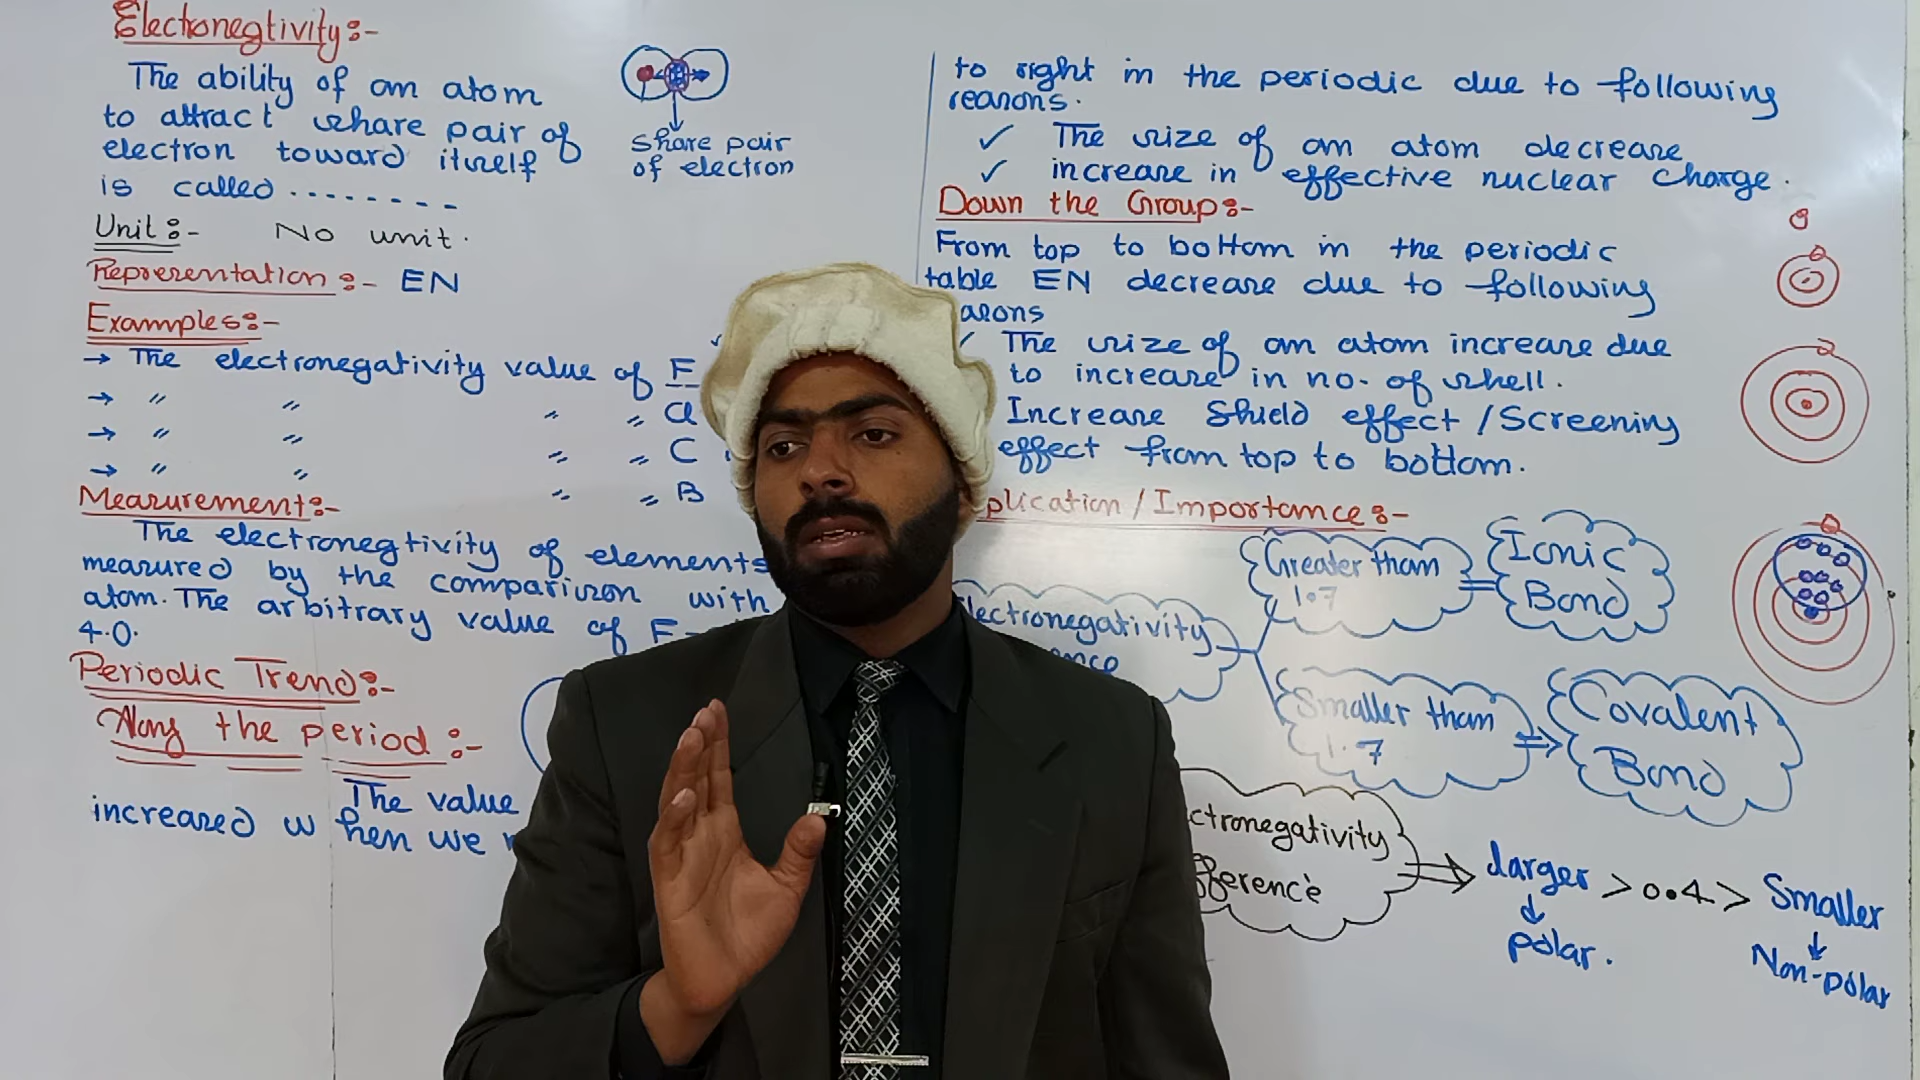 Electronegtivity:-
The ability of an atom
to attract share pair of
electron toward itself
is called ........
share pair
of electron
Unit:- No unit.
Representation:- EN
Examples:-
→ The electronegativity value of F
→ " " " " Cl
→ " " " " C
→ " " " " B
Measurement:-
The electronegtivity of elements
measured by the comparison with
atom. The arbitrary value of F
4.0.
Periodic Trend:-
Along the period:-
The value
increased when we
to right in the periodic due to following
reasons.
✓ The size of an atom decrease
✓ increase in effective nuclear charge.
Down the Group:-
From top to bottom in the periodic
table EN decrease due to following
asons
✓ The size of an atom increase due
to increase in no. of shell.
Increase Shield effect / Screening
effect from top to bottom.
plication / Importance:-
lectronegativity
ence
Greater than
1.7
Ionic
Bond
Smaller than
1.7
Covalent
Bond
ctronegativity
fference
larger > 0.4 > Smaller
polar.
Non-polar